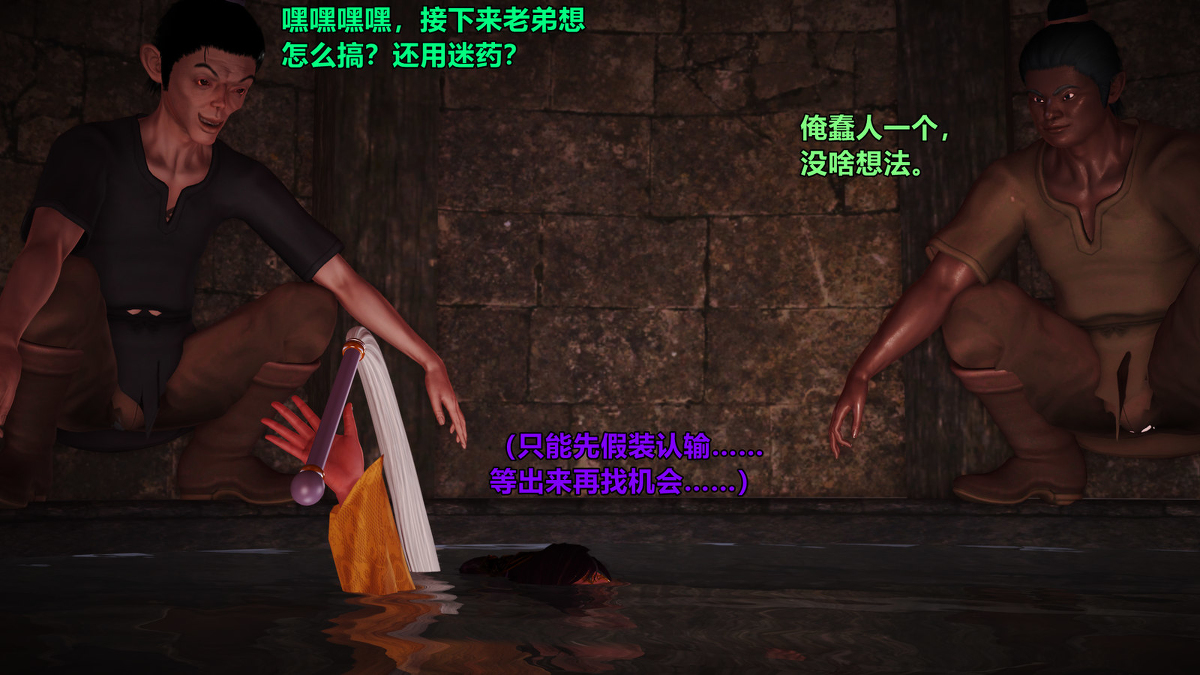 嘿嘿嘿嘿，接下来老弟想
怎么搞？还用迷药？
俺蠢人一个，
没啥想法。
（只能先假装认输……
等出来再找机会……）